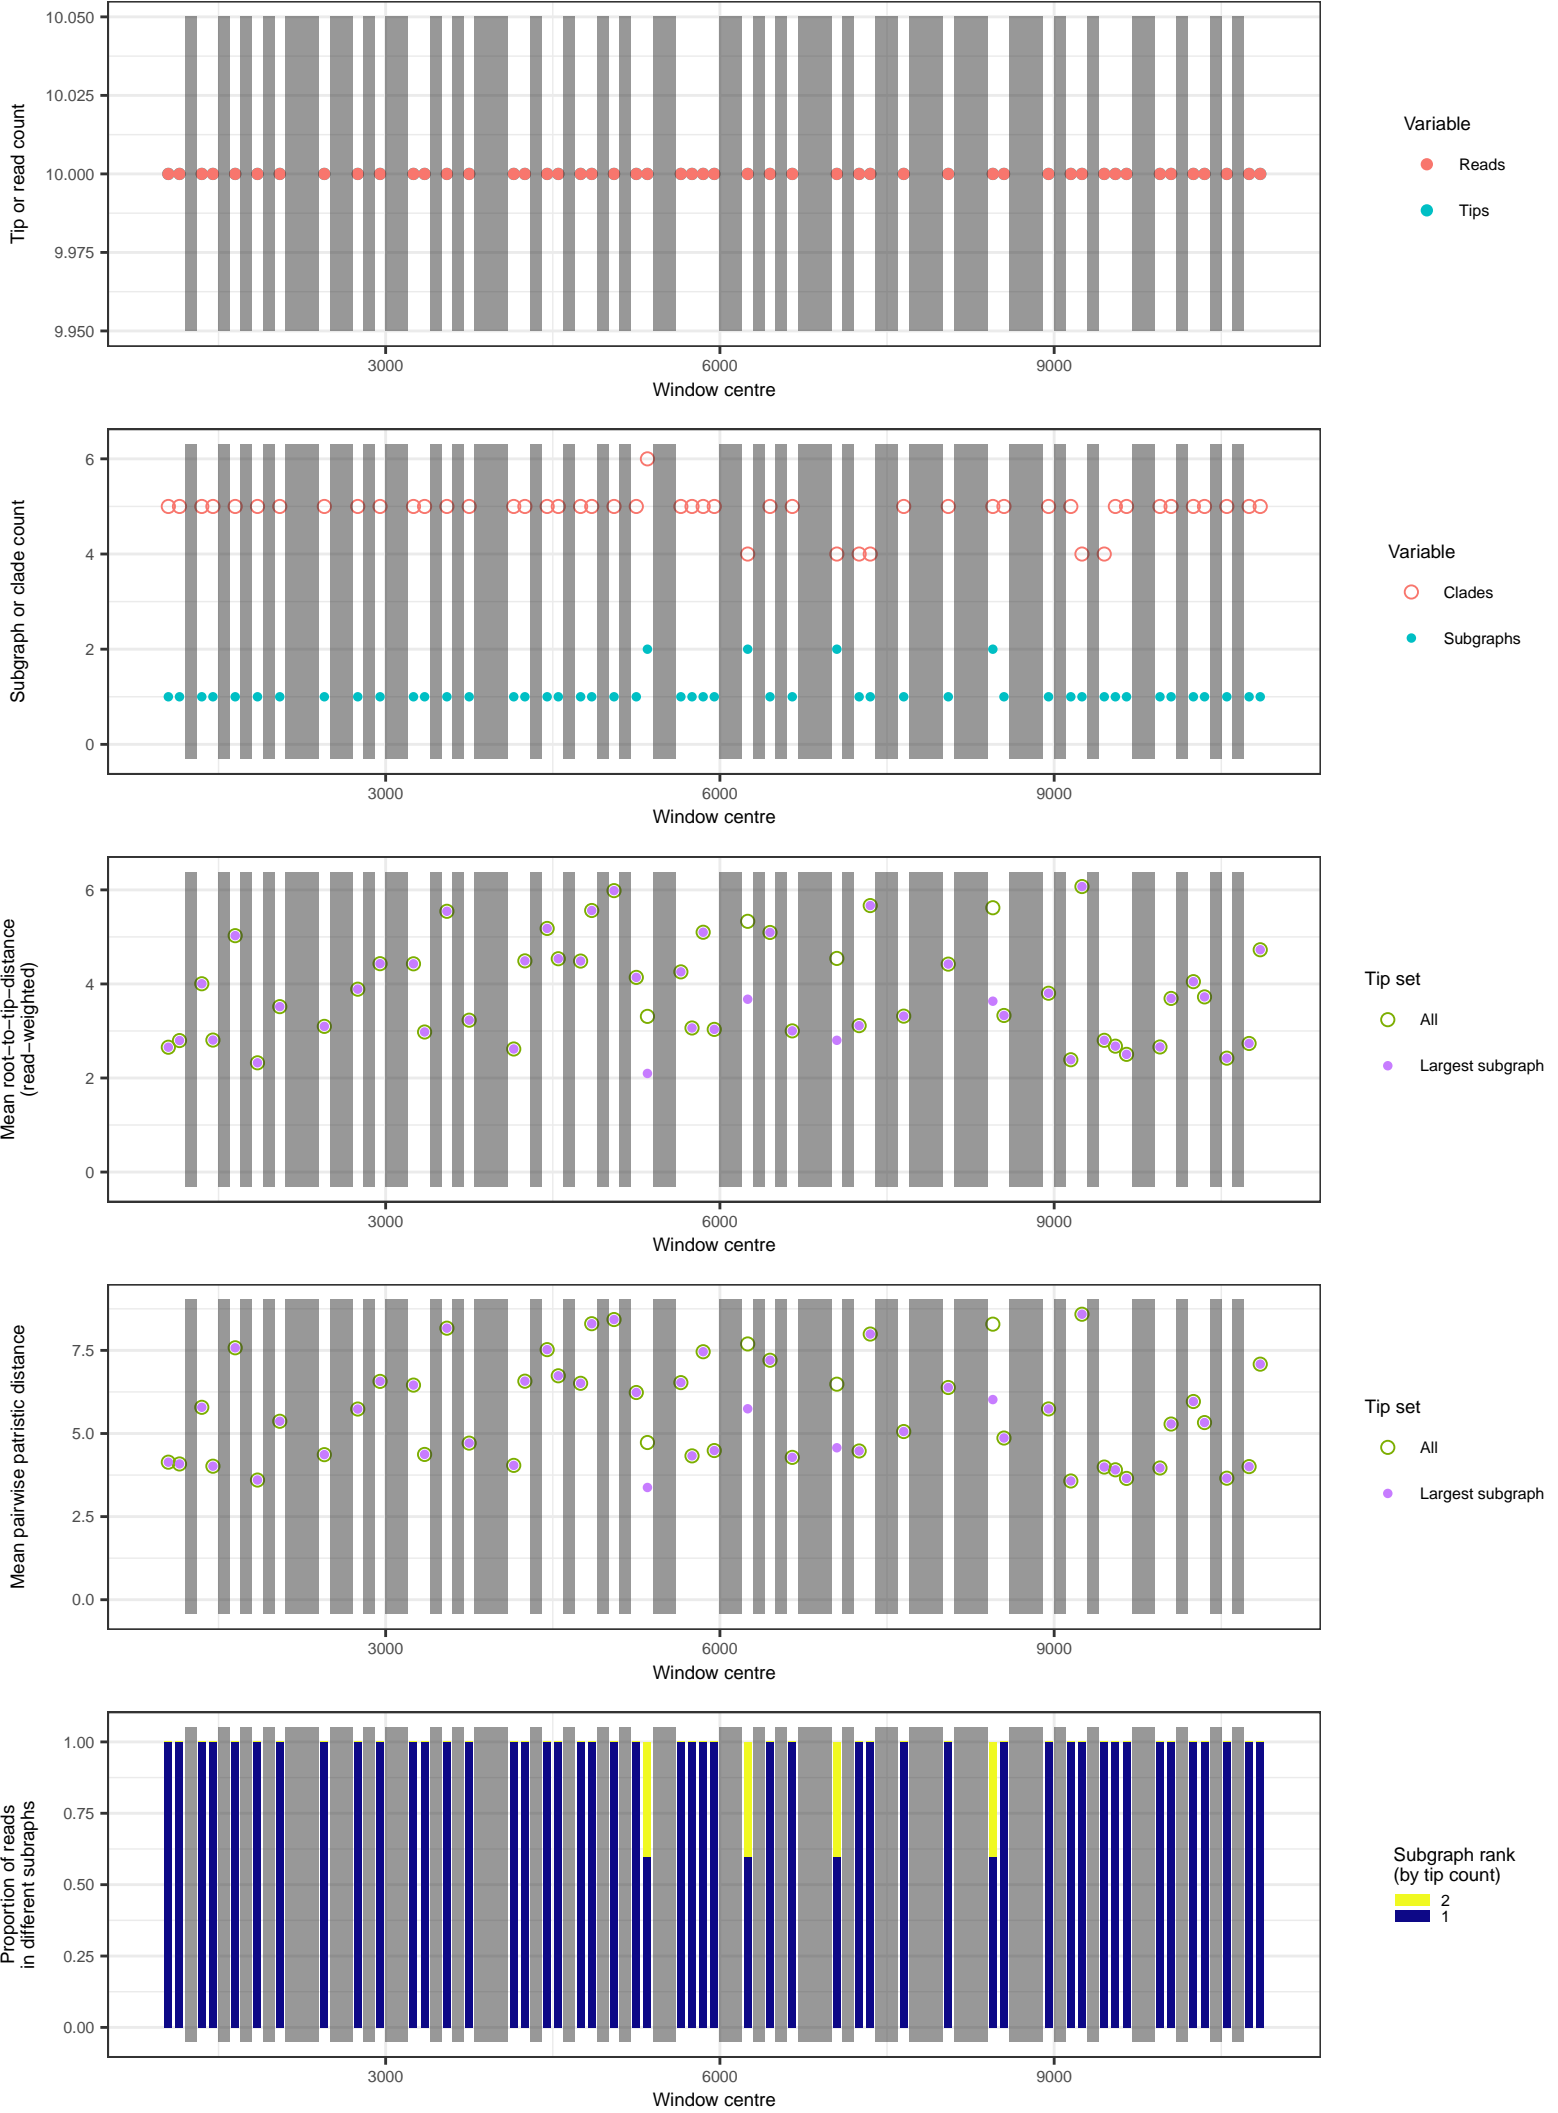 10.050
10.025
10.000
9.975
9.950
Tip or read count
3000
6000
9000
Window centre
Variable
Reads
Tips
6
4
2
0
Subgraph or clade count
3000
6000
9000
Window centre
Variable
Clades
Subgraphs
6
4
2
0
Mean root−to−tip−distance
(read−weighted)
3000
6000
9000
Window centre
Tip set
All
Largest subgraph
7.5
5.0
2.5
0.0
Mean pairwise patristic distance
3000
6000
9000
Window centre
Tip set
All
Largest subgraph
1.00
0.75
0.50
0.25
0.00
Proportion of reads
in different subraphs
3000
6000
9000
Window centre
Subgraph rank
(by tip count)
2
1